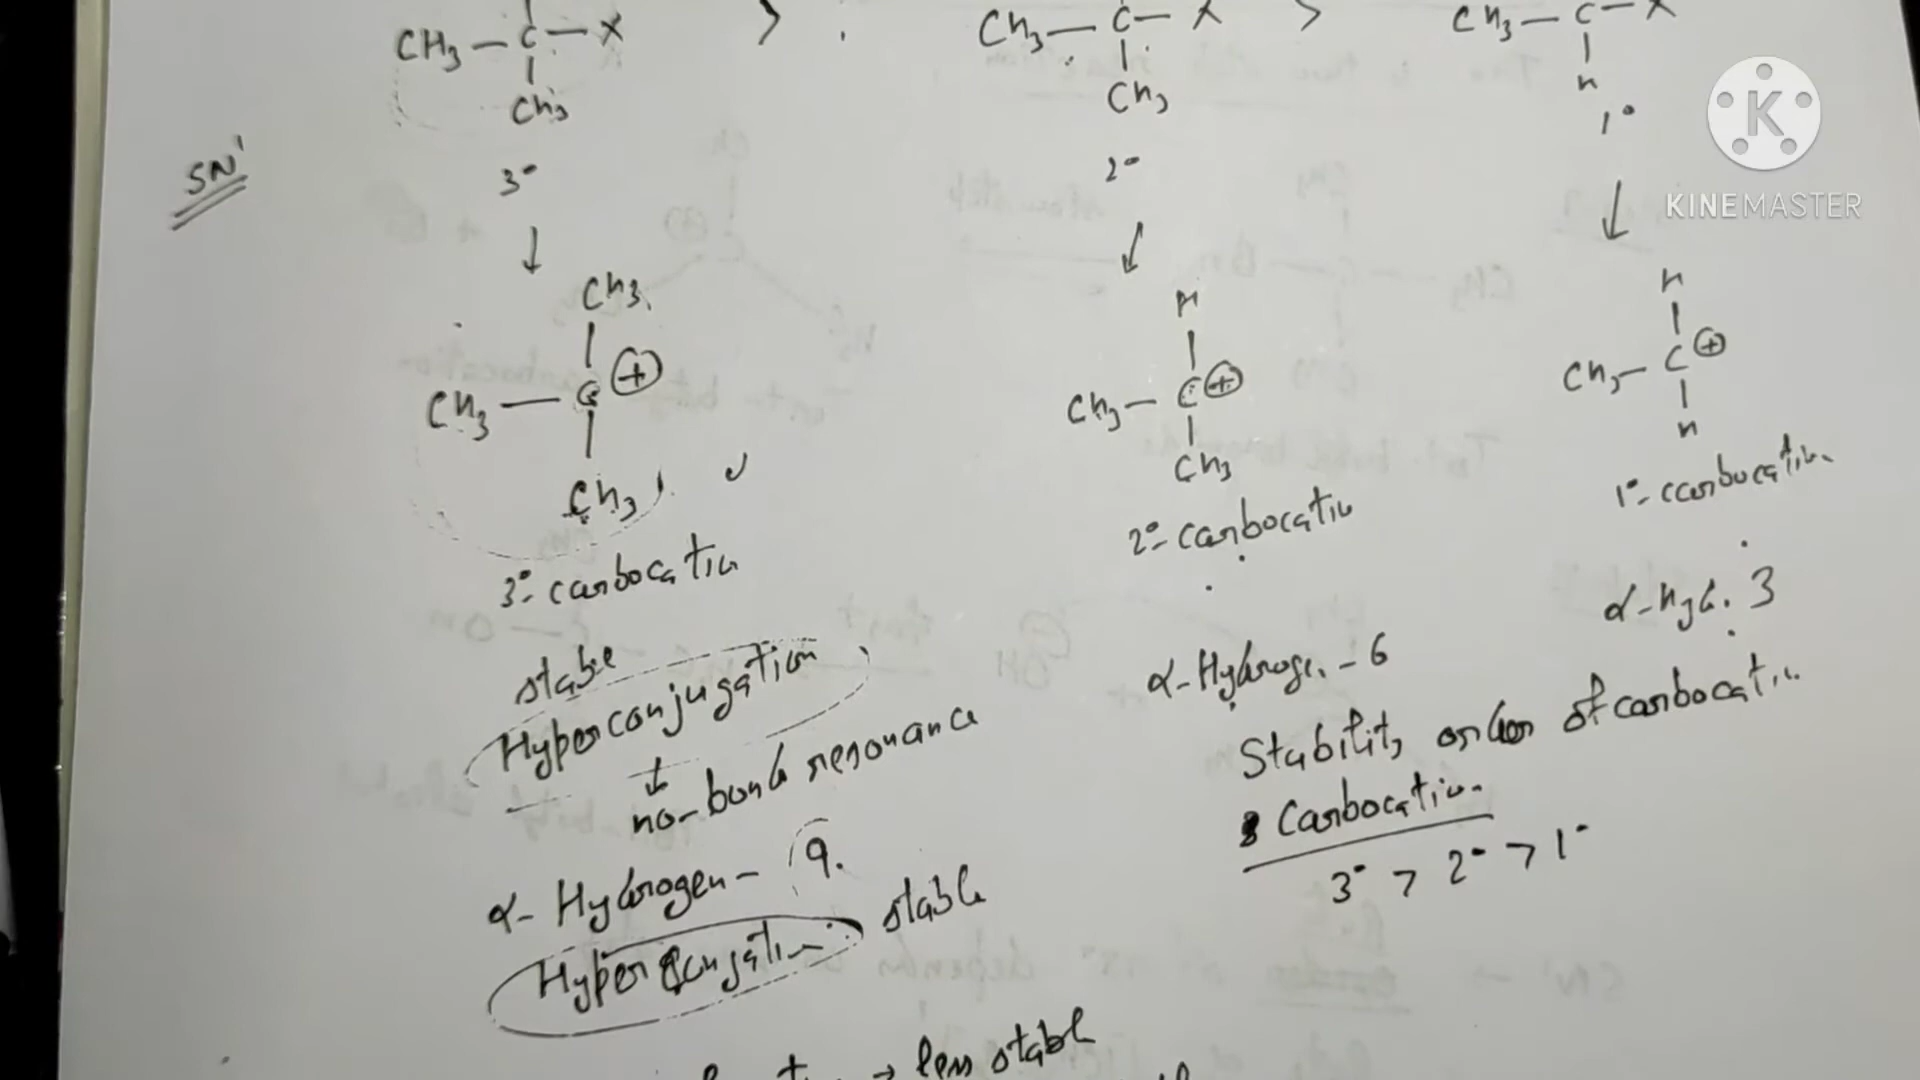 CH3 – C – X > CH3 – C – X > CH3 – C – X
CH3
CH3
H
SN1
3°
2°
1°
CH3
CH3 – C ⊕
CH3
H
CH3 – C ⊕
CH3
H
CH3 – C ⊕
H
3°- carbocation
2°- carbocation
1°- carbocation
stable
Hyperconjugation
no-bond resonance
α- Hydrogen – 9.
Hyperconjugation stable
α- Hydrogen – 6
α- Hyd. 3
Stability order of carbocation
Carbocation
3° > 2° > 1°
→ less stable
K
KINEMASTER